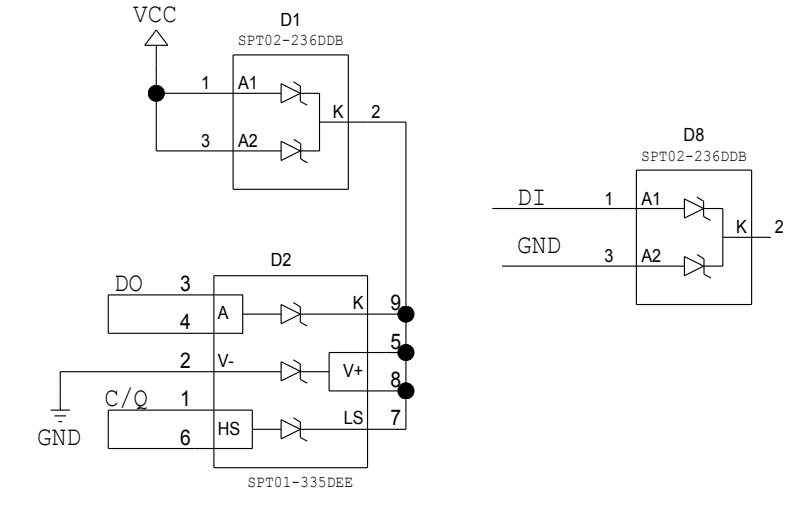 VCC
D1
SPT02-236DDB
1 A1
K 2
3 A2
D8
SPT02-236DDB
DI 1 A1
K 2
GND 3 A2
D2
DO 3
A
4
K 9
5
2 V-
V+
8
C/Q 1
HS
6
LS 7
GND
SPT01-335DEE